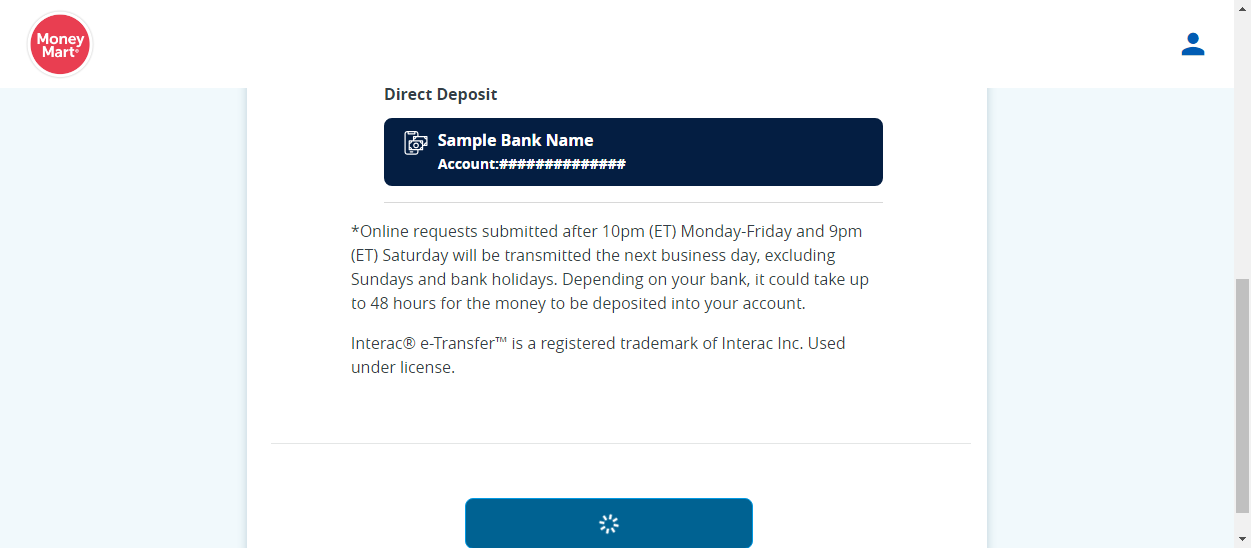 Money
Mart®
Direct Deposit
Sample Bank Name
Account:##############
*Online requests submitted after 10pm (ET) Monday-Friday and 9pm
(ET) Saturday will be transmitted the next business day, excluding
Sundays and bank holidays. Depending on your bank, it could take up
to 48 hours for the money to be deposited into your account.
Interac® e-Transfer™ is a registered trademark of Interac Inc. Used
under license.